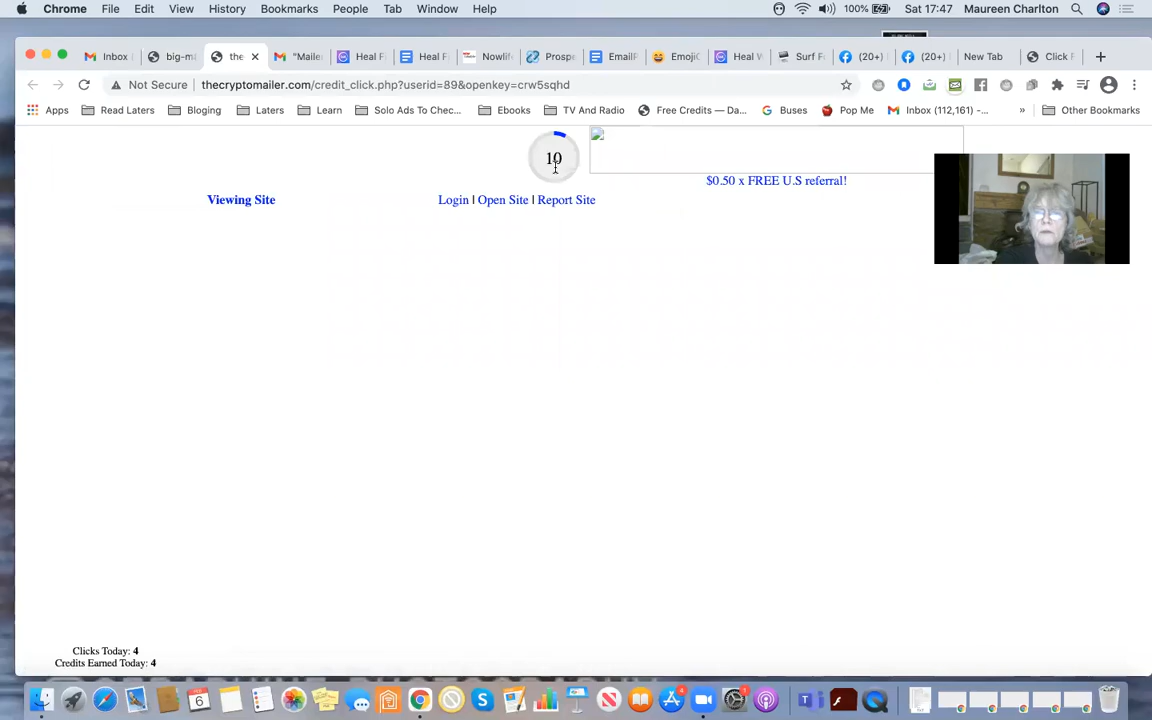 Chrome File Edit View History Bookmarks People Tab Window Help 100% Sat 17:47 Maureen Charlton
Inbox big-m the "Maile Heal F Heal F Nowlif Prospe EmailP EmojiC Heal W Surf F (20+) (20+) New Tab Click F
Not Secure thecryptomailer.com/credit_click.php?userid=89&openkey=crw5sqhd
Apps Read Laters Bloging Laters Learn Solo Ads To Chec... Ebooks TV And Radio Free Credits — Da... Buses Pop Me Inbox (112,161) -... » Other Bookmarks
10
$0.50 x FREE U.S referral!
Viewing Site Login | Open Site | Report Site
Clicks Today: 4
Credits Earned Today: 4